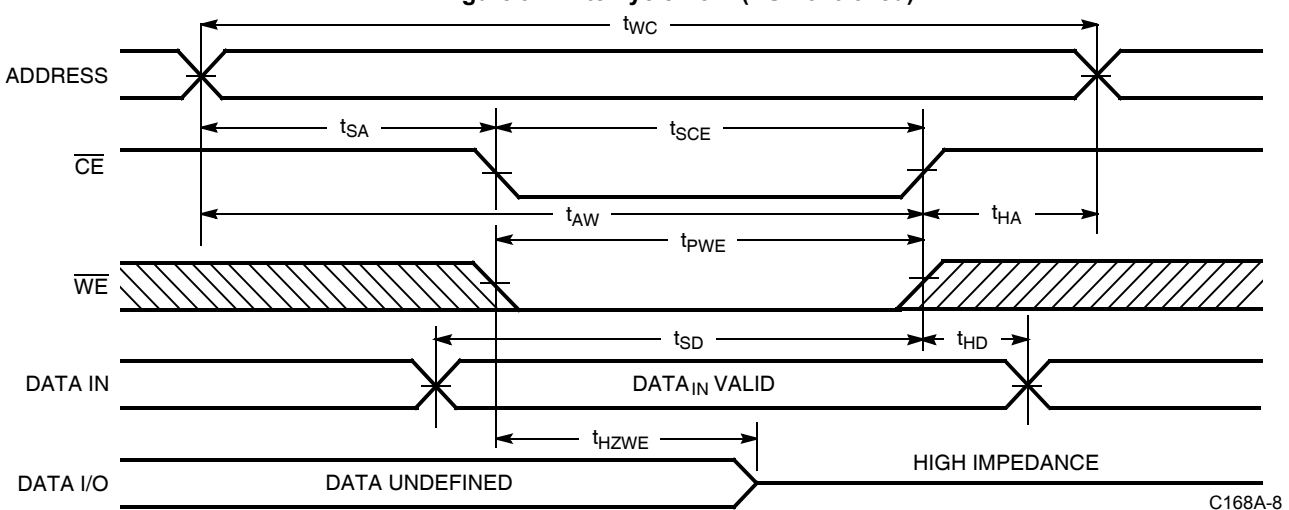 tWC
ADDRESS
tSA
tSCE
CE
tAW
tHA
tPWE
WE
tSD
tHD
DATA IN
DATAIN VALID
tHZWE
DATA I/O
DATA UNDEFINED
HIGH IMPEDANCE
C168A-8